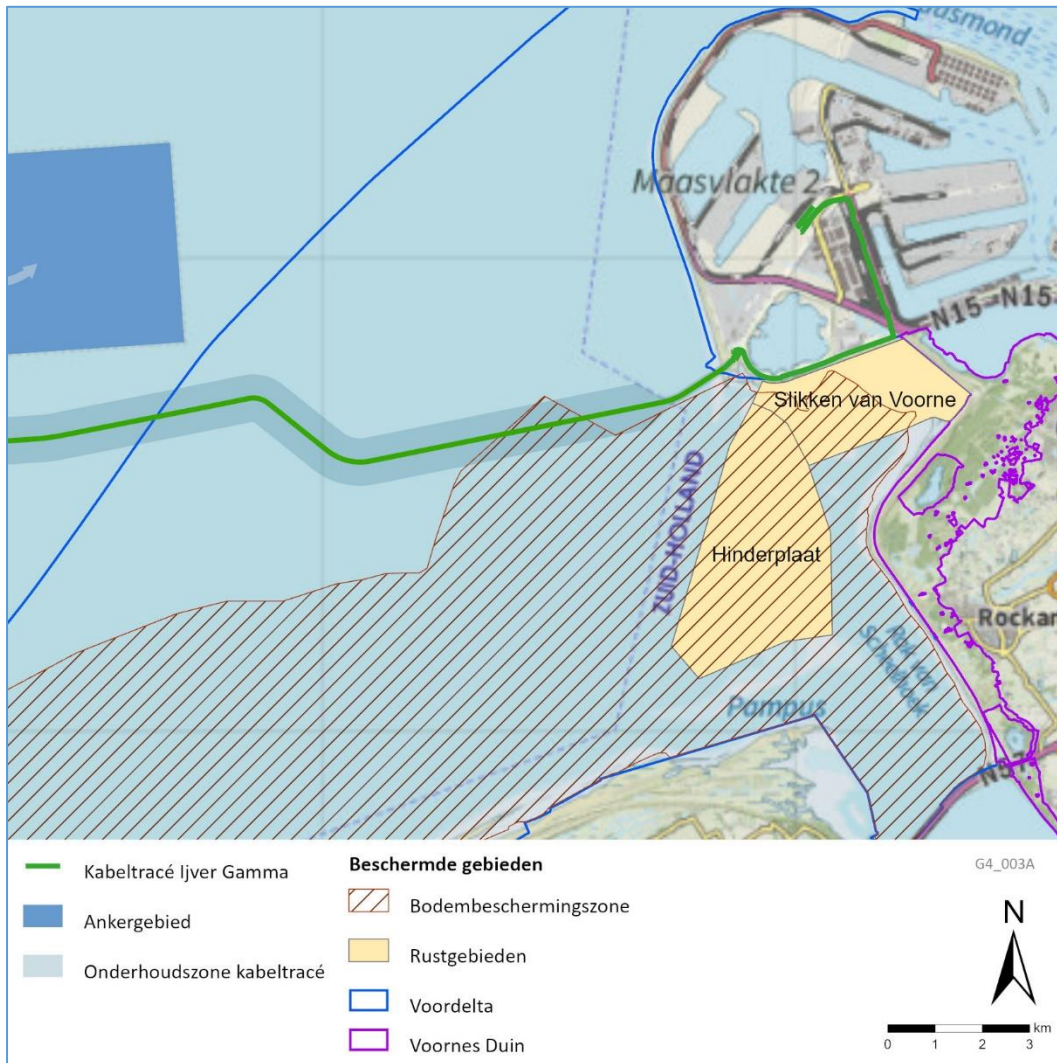 aasmond
Maasvlakte 2
N15-N15
Slikken van Voorne
ZUID-HOLLAND
Hinderplaat
Rockan
Rak van
Scheelhoek
Pampus
N57
Kabeltracé Ijver Gamma
Ankergebied
Onderhoudszone kabeltracé
Beschermde gebieden
Bodembeschermingszone
Rustgebieden
Voordelta
Voornes Duin
G4_003A
N
km
0 1 2 3